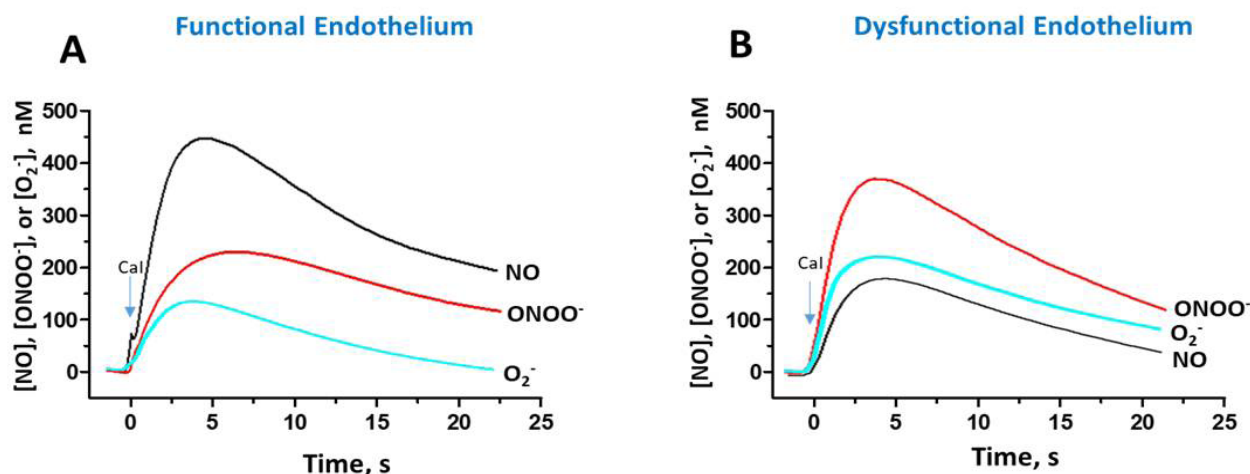 Functional Endothelium
A
[NO], [ONOO⁻], or [O₂⁻], nM
500
400
300
200
100
0
CaI
NO
ONOO⁻
O₂⁻
0
5
10
15
20
25
Time, s
Dysfunctional Endothelium
B
[NO], [ONOO⁻], or [O₂⁻], nM
500
400
300
200
100
0
CaI
ONOO⁻
O₂⁻
NO
0
5
10
15
20
25
Time, s